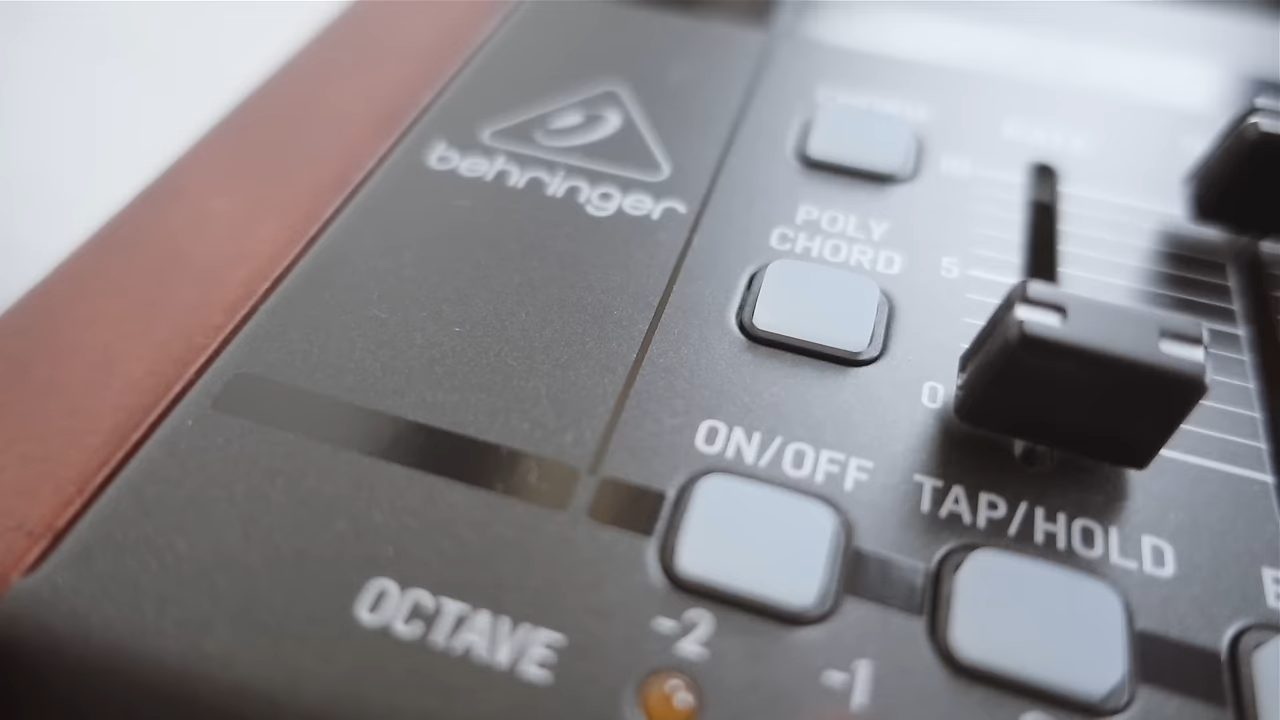 behringer
POLY
CHORD
5
0
ON/OFF
TAP/HOLD
OCTAVE
-2
-1